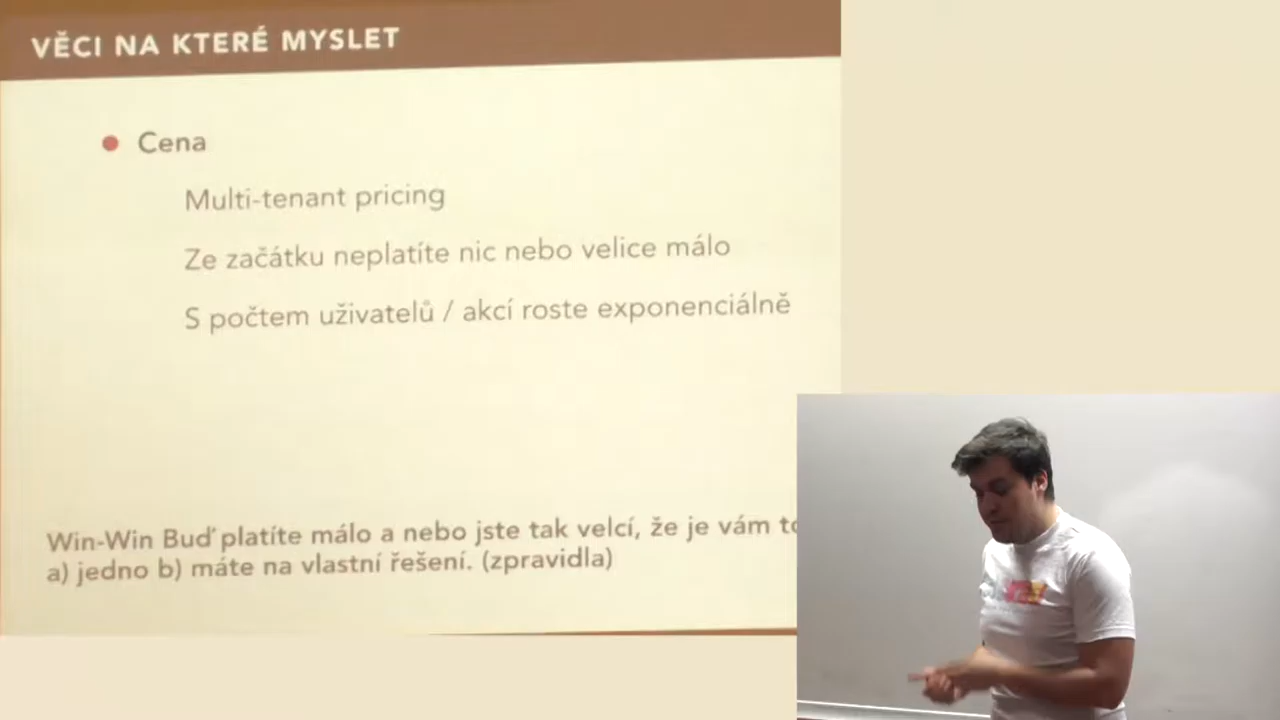 VĚCI NA KTERÉ MYSLET
Cena
Multi-tenant pricing
Ze začátku neplatíte nic nebo velice málo
S počtem uživatelů / akcí roste exponenciálně
Win-Win Buď platíte málo a nebo jste tak velcí, že je vám to
a) jedno b) máte na vlastní řešení. (zpravidla)